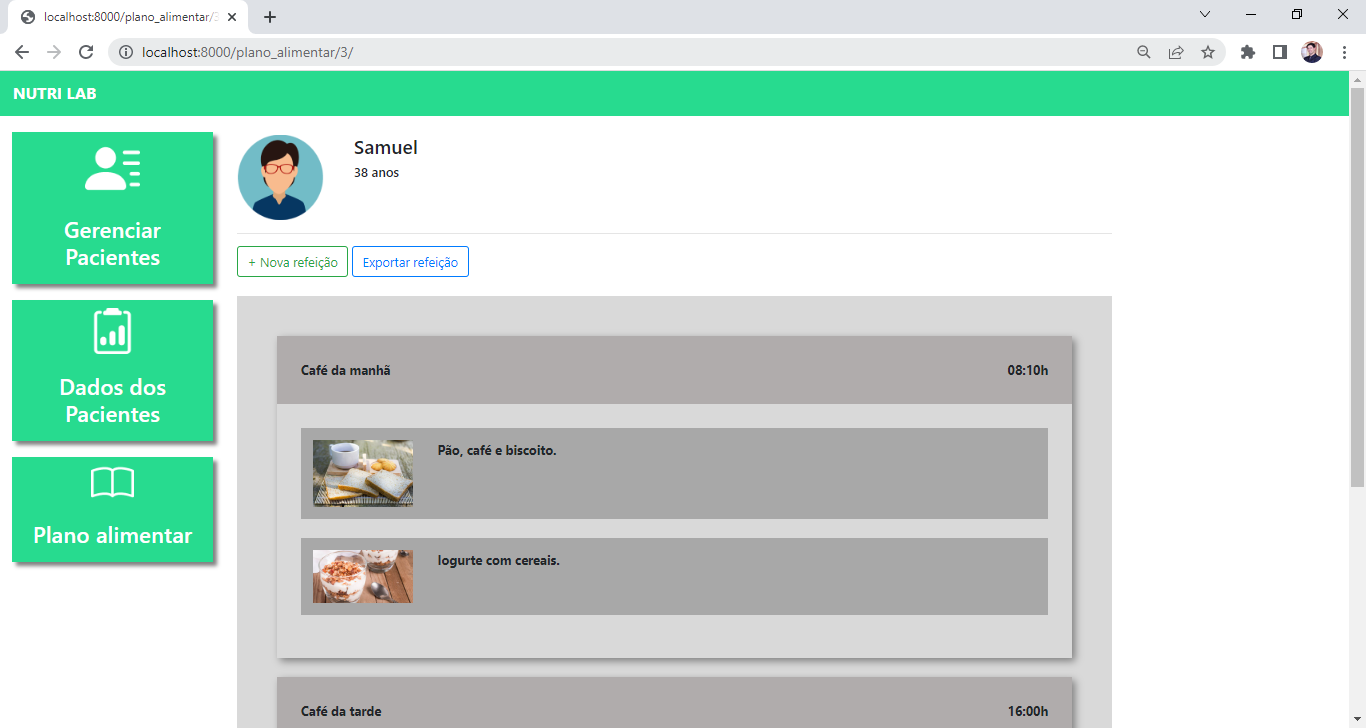 localhost:8000/plano_alimentar/3
localhost:8000/plano_alimentar/3/
NUTRI LAB
Gerenciar
Pacientes
Dados dos
Pacientes
Plano alimentar
Samuel
38 anos
+ Nova refeição
Exportar refeição
Café da manhã
08:10h
Pão, café e biscoito.
Iogurte com cereais.
Café da tarde
16:00h